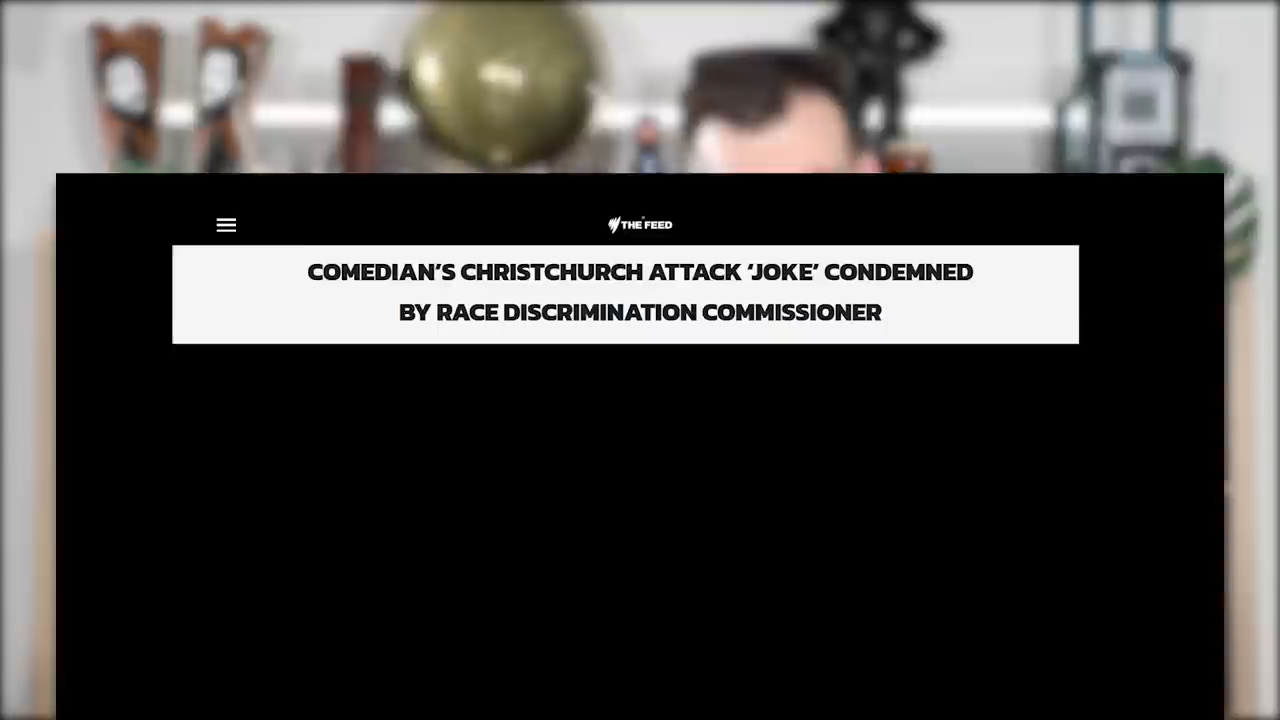 THE FEED
COMEDIAN’S CHRISTCHURCH ATTACK ‘JOKE’ CONDEMNED
BY RACE DISCRIMINATION COMMISSIONER